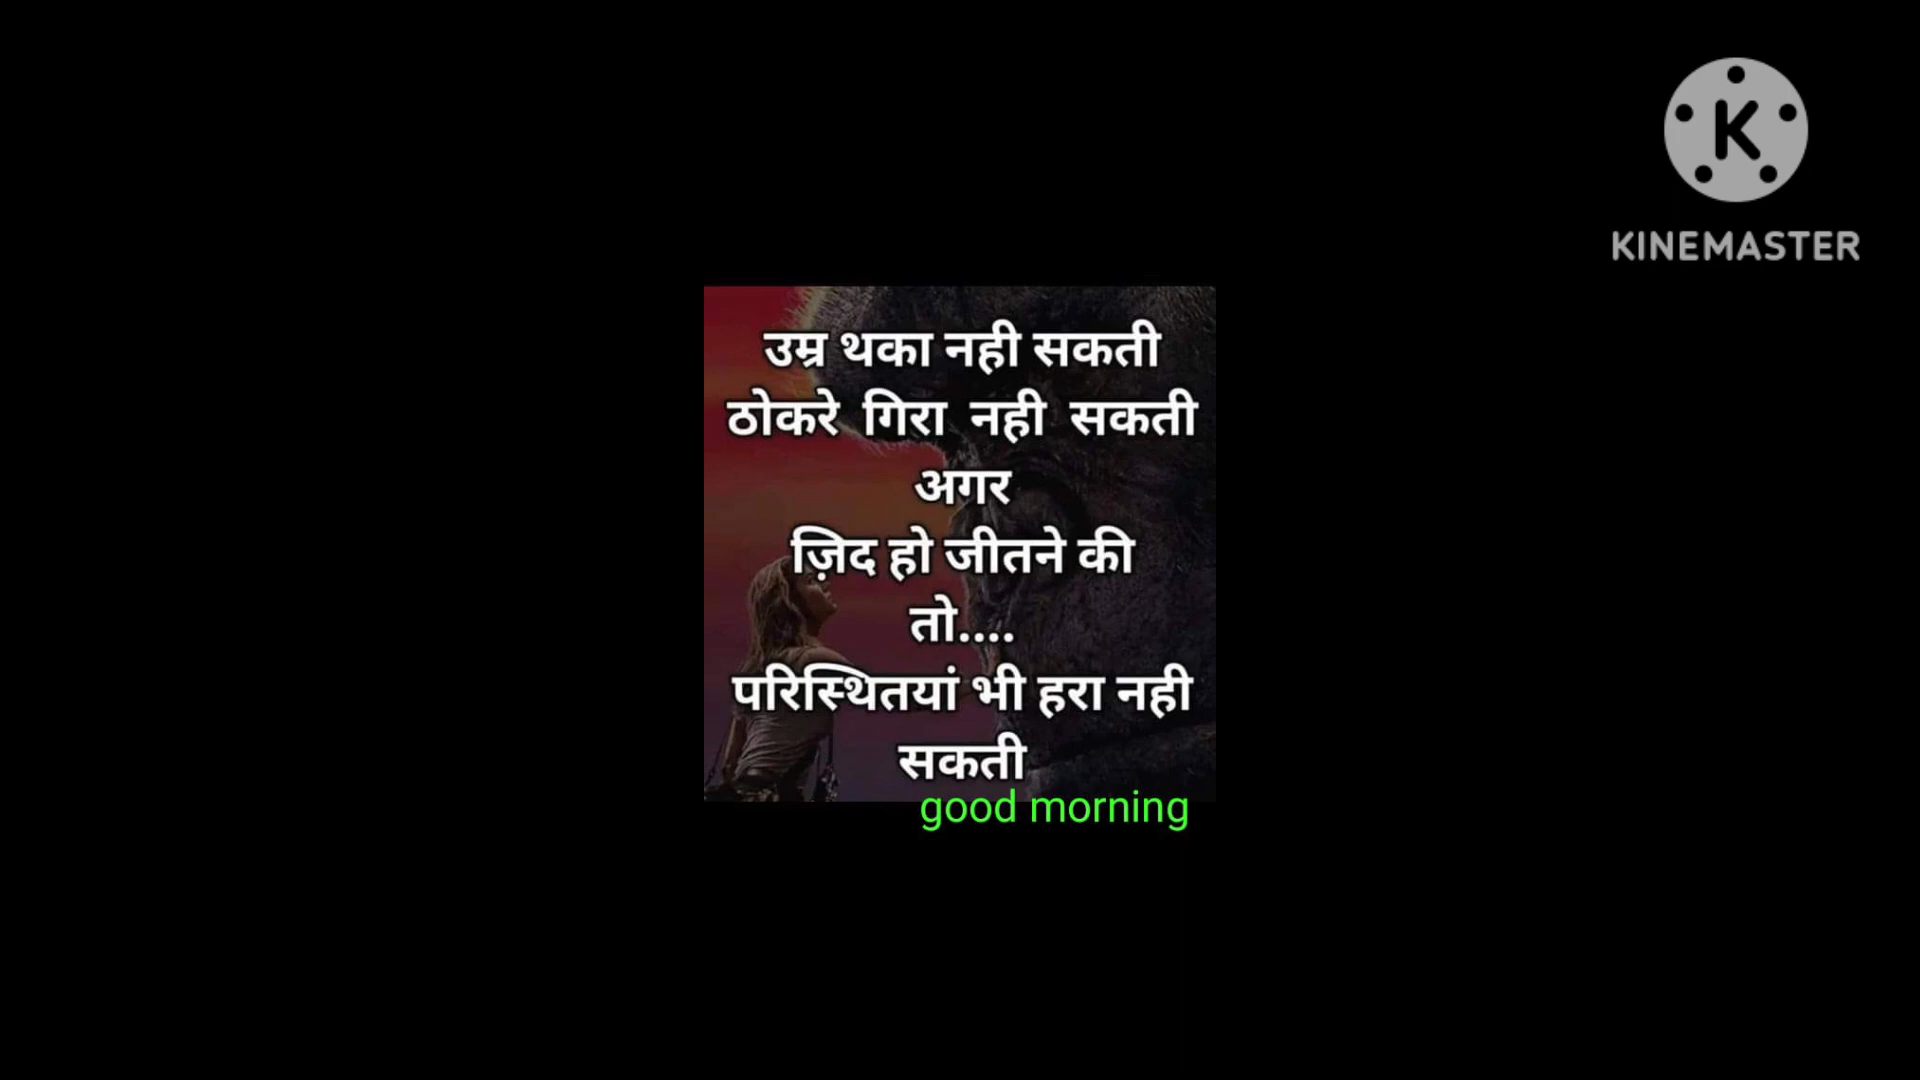 KINEMASTER
उम्र थका नही सकती
ठोकरे गिरा नही सकती
अगर
ज़िद हो जीतने की
तो....
परिस्थितयां भी हरा नही
सकती
good morning